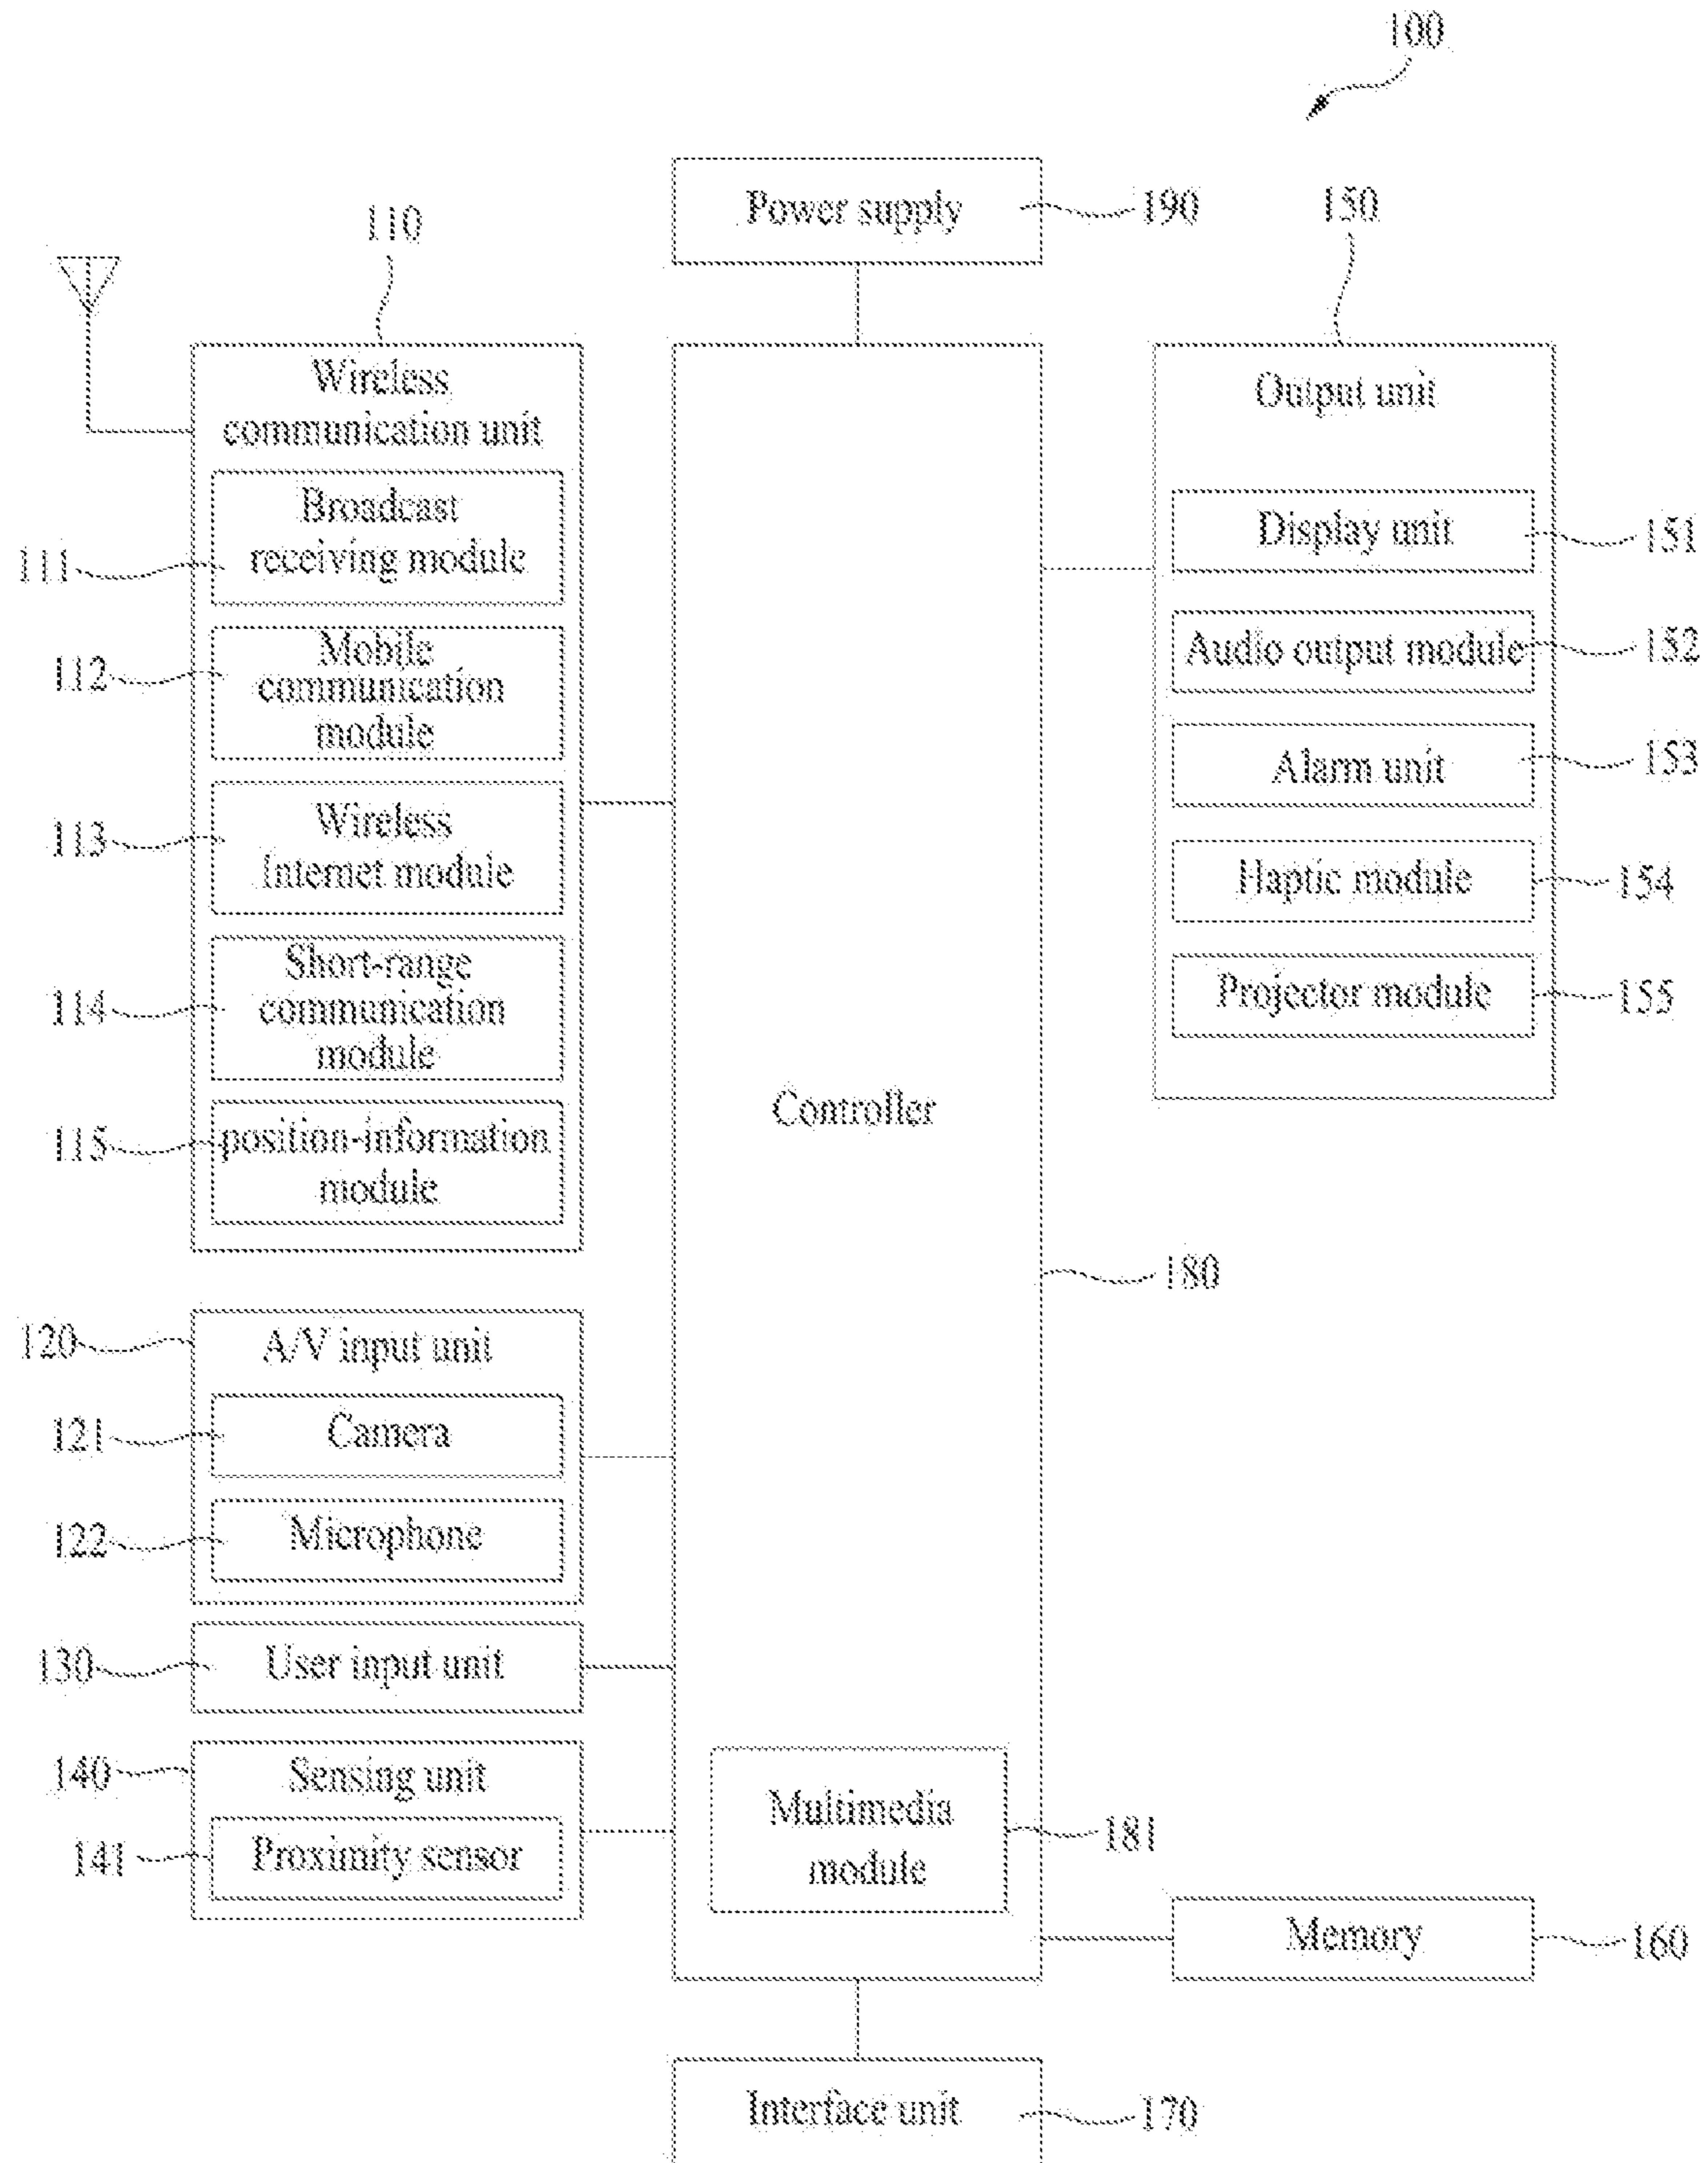 100
Power supply
190
150
110
Wireless
communication unit
Broadcast
receiving module
111
Mobile
communication
module
112
Wireless
Internet module
113
Short-range
communication
module
114
position-information
module
115
Output unit
Display unit
151
Audio output module
152
Alarm unit
153
Haptic module
154
Projector module
155
Controller
180
120
A/V input unit
121
Camera
122
Microphone
130
User input unit
140
Sensing unit
141
Proximity sensor
Multimedia
module
181
Memory
160
Interface unit
170